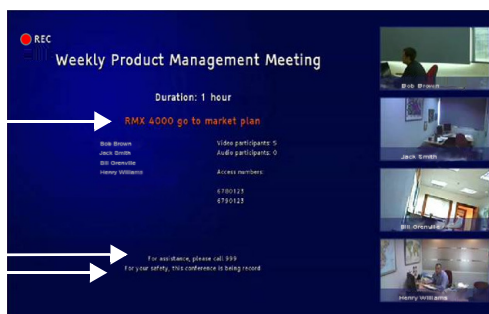 REC
Weekly Product Management Meeting
Duration: 1 hour
RMX 4000 go to market plan
Bob Brown
Jack Smith
Bill Grenville
Henry Williams
Video participants: 5
Audio participants: 0
Access numbers:
6780123
6790123
For assistance, please call 999
For your safety, this conference is being record
Bob Brown
Jack Smith
Bill Grenville
Henry Williams